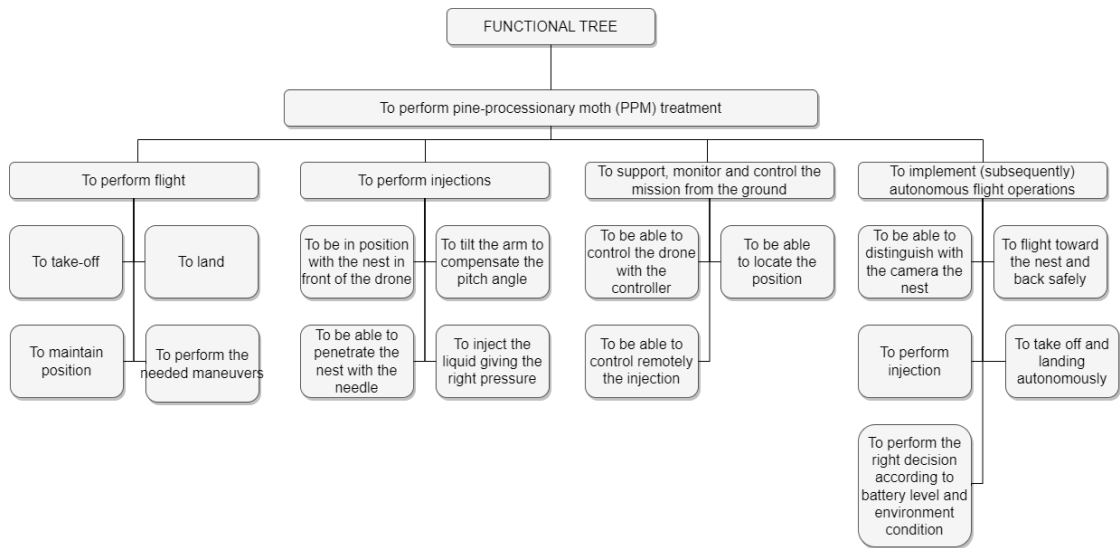 FUNCTIONAL TREE
To perform pine-processionary moth (PPM) treatment
To perform flight
To perform injections
To support, monitor and control the
mission from the ground
To implement (subsequently)
autonomous flight operations
To take-off
To land
To be in position
with the nest in
front of the drone
To tilt the arm to
compensate the
pitch angle
To be able to
control the drone
with the
controller
To be able
to locate the
position
To be able to
distinguish with
the camera the
nest
To flight toward
the nest and
back safely
To maintain
position
To perform the
needed maneuvers
To be able to
penetrate the
nest with the
needle
To inject the
liquid giving the
right pressure
To be able to
control remotely
the injection
To perform
injection
To take off and
landing
autonomously
To perform the
right decision
according to
battery level and
environment
condition